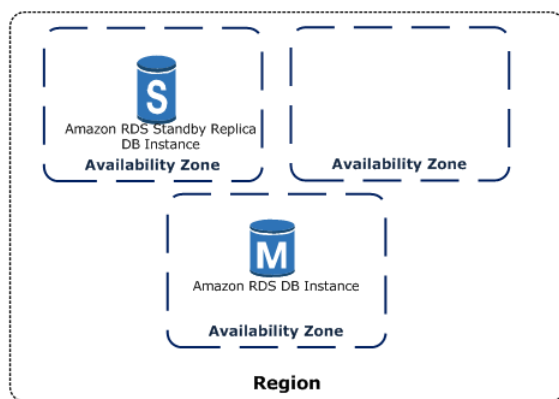 S
Amazon RDS Standby Replica
DB Instance
Availability Zone
Availability Zone
M
Amazon RDS DB Instance
Availability Zone
Region